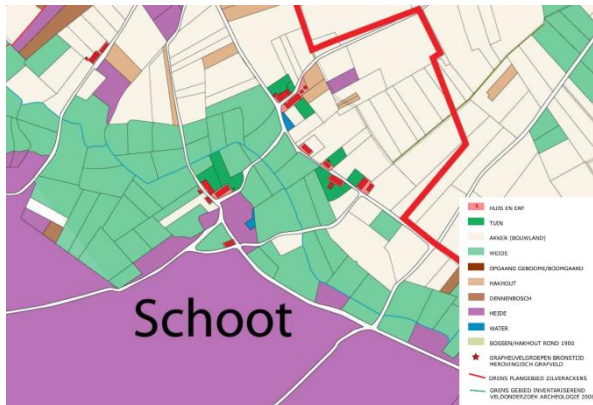 Schoot
HUIS EN ERF
TUIN
AKKER (BOUWLAND)
WEIDE
OPGAAND GEBOOMTE/BOOMGAARD
HAKHOUT
DENNENBOSCH
HEIDE
WATER
BOSSEN/HAKHOUT ROND 1900
GRAFHEUVELGROEPEN BRONSTIJD
MEROVINGISCH GRAFVELD
GRENS PLANGEBIED ZILVERACKERS
GRENS GEBIED INVENTARISEREND
VELDONDERZOEK ARCHEOLOGIE